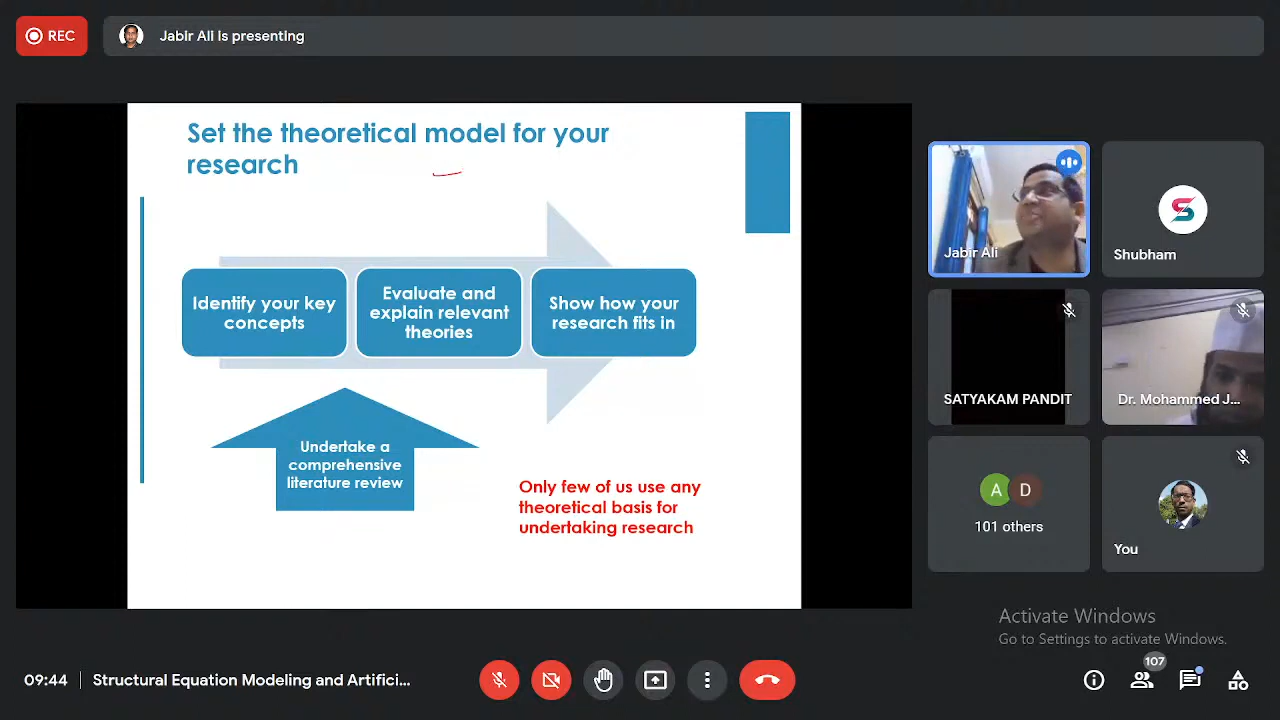 REC
Jabir Ali is presenting
Set the theoretical model for your
research
Identify your key
concepts
Evaluate and
explain relevant
theories
Show how your
research fits in
Undertake a
comprehensive
literature review
Only few of us use any
theoretical basis for
undertaking research
Jabir Ali
Shubham
SATYAKAM PANDIT
Dr. Mohammed J...
A D
101 others
You
Activate Windows
Go to Settings to activate Windows.
09:44 | Structural Equation Modeling and Artifici...
107